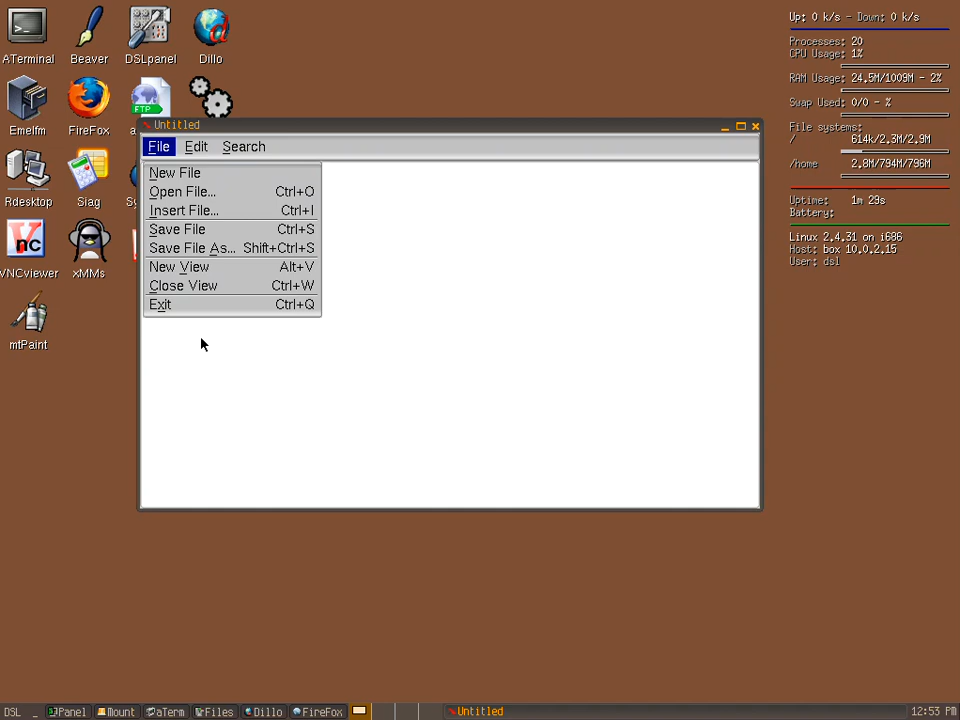 ATerminal
Beaver
DSLpanel
Dillo
Emelfm
FireFox
FTP
a
Rdesktop
Siag
Sy
VNCviewer
xMMs
mtPaint
Untitled
File Edit Search
New File
Open File... Ctrl+O
Insert File... Ctrl+I
Save File Ctrl+S
Save File As... Shift+Ctrl+S
New View Alt+V
Close View Ctrl+W
Exit Ctrl+Q
Up: 0 k/s - Down: 0 k/s
Processes: 20
CPU Usage: 1%
RAM Usage: 24.5M/1009M - 2%
Swap Used: 0/0 - %
File systems:
/ 614k/2.3M/2.9M
/home 2.8M/794M/796M
Uptime: 1m 29s
Battery:
Linux 2.4.31 on i686
Host: box 10.0.2.15
User: dsl
DSL _ Panel Mount aTerm Files Dillo FireFox Untitled 12:53 PM